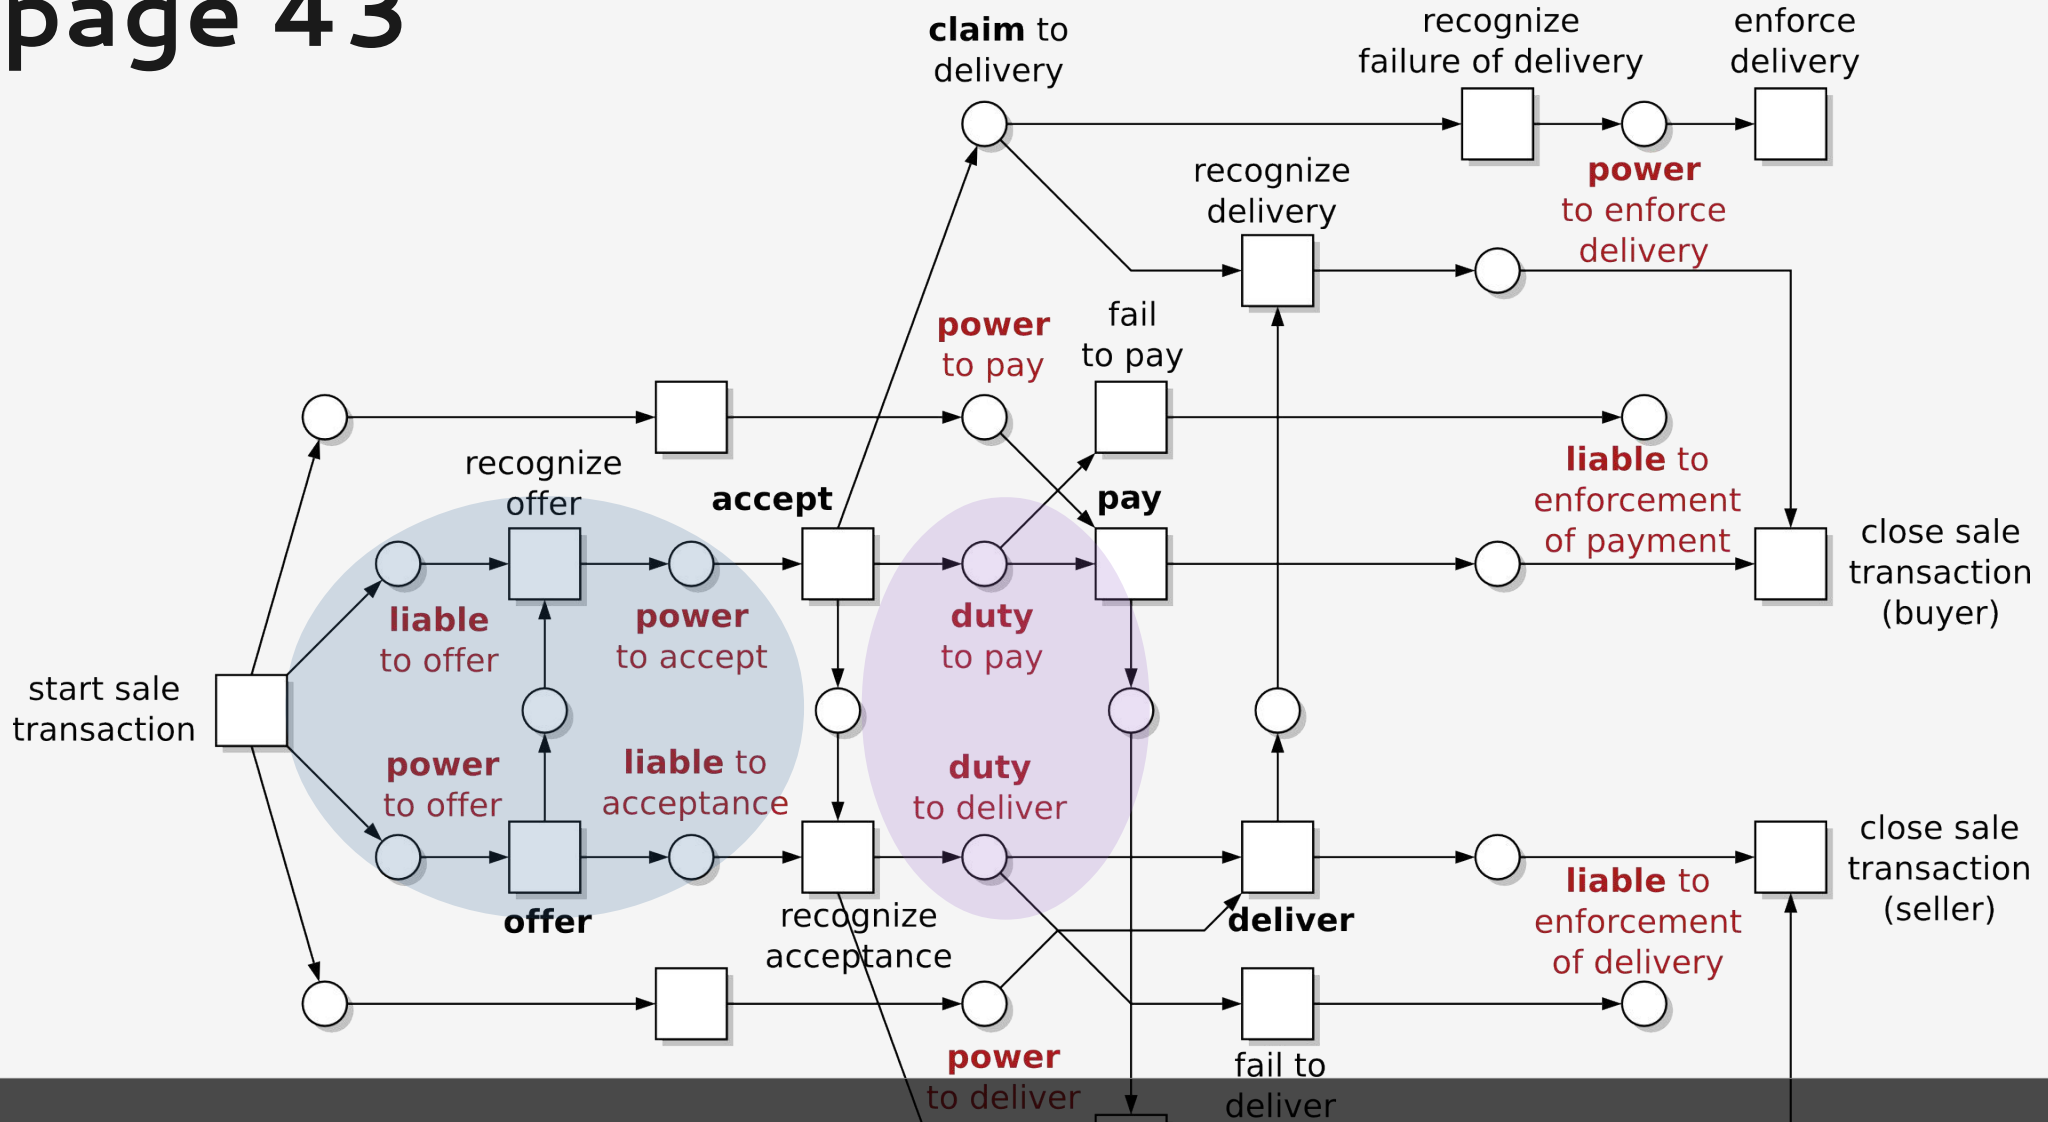 page 43
claim to
delivery
recognize
failure of delivery
enforce
delivery
recognize
delivery
power
to enforce
delivery
power
to pay
fail
to pay
recognize
offer
accept
pay
liable to
enforcement
of payment
close sale
transaction
(buyer)
liable
to offer
power
to accept
duty
to pay
start sale
transaction
power
to offer
liable to
acceptance
duty
to deliver
close sale
transaction
(seller)
offer
recognize
acceptance
deliver
liable to
enforcement
of delivery
power
to deliver
fail to
deliver